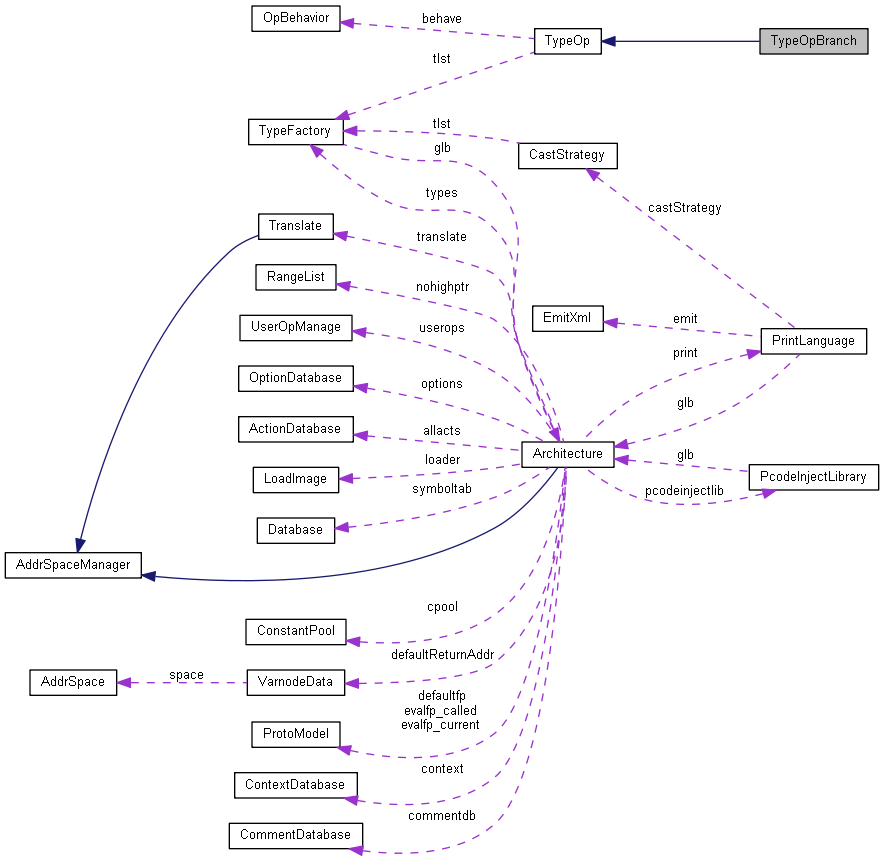 OpBehavior
behave
TypeOp
TypeOpBranch
tlst
TypeFactory
tlst
glb
CastStrategy
types
castStrategy
Translate
translate
RangeList
nohighptr
EmitXml
emit
UserOpManage
userops
PrintLanguage
print
OptionDatabase
options
glb
ActionDatabase
allacts
Architecture
glb
loader
LoadImage
PcodeInjectLibrary
symboltab
pcodeinjectlib
Database
AddrSpaceManager
cpool
ConstantPool
defaultReturnAddr
AddrSpace
space
VarnodeData
defaultfp
evalfp_called
evalfp_current
ProtoModel
context
ContextDatabase
commentdb
CommentDatabase